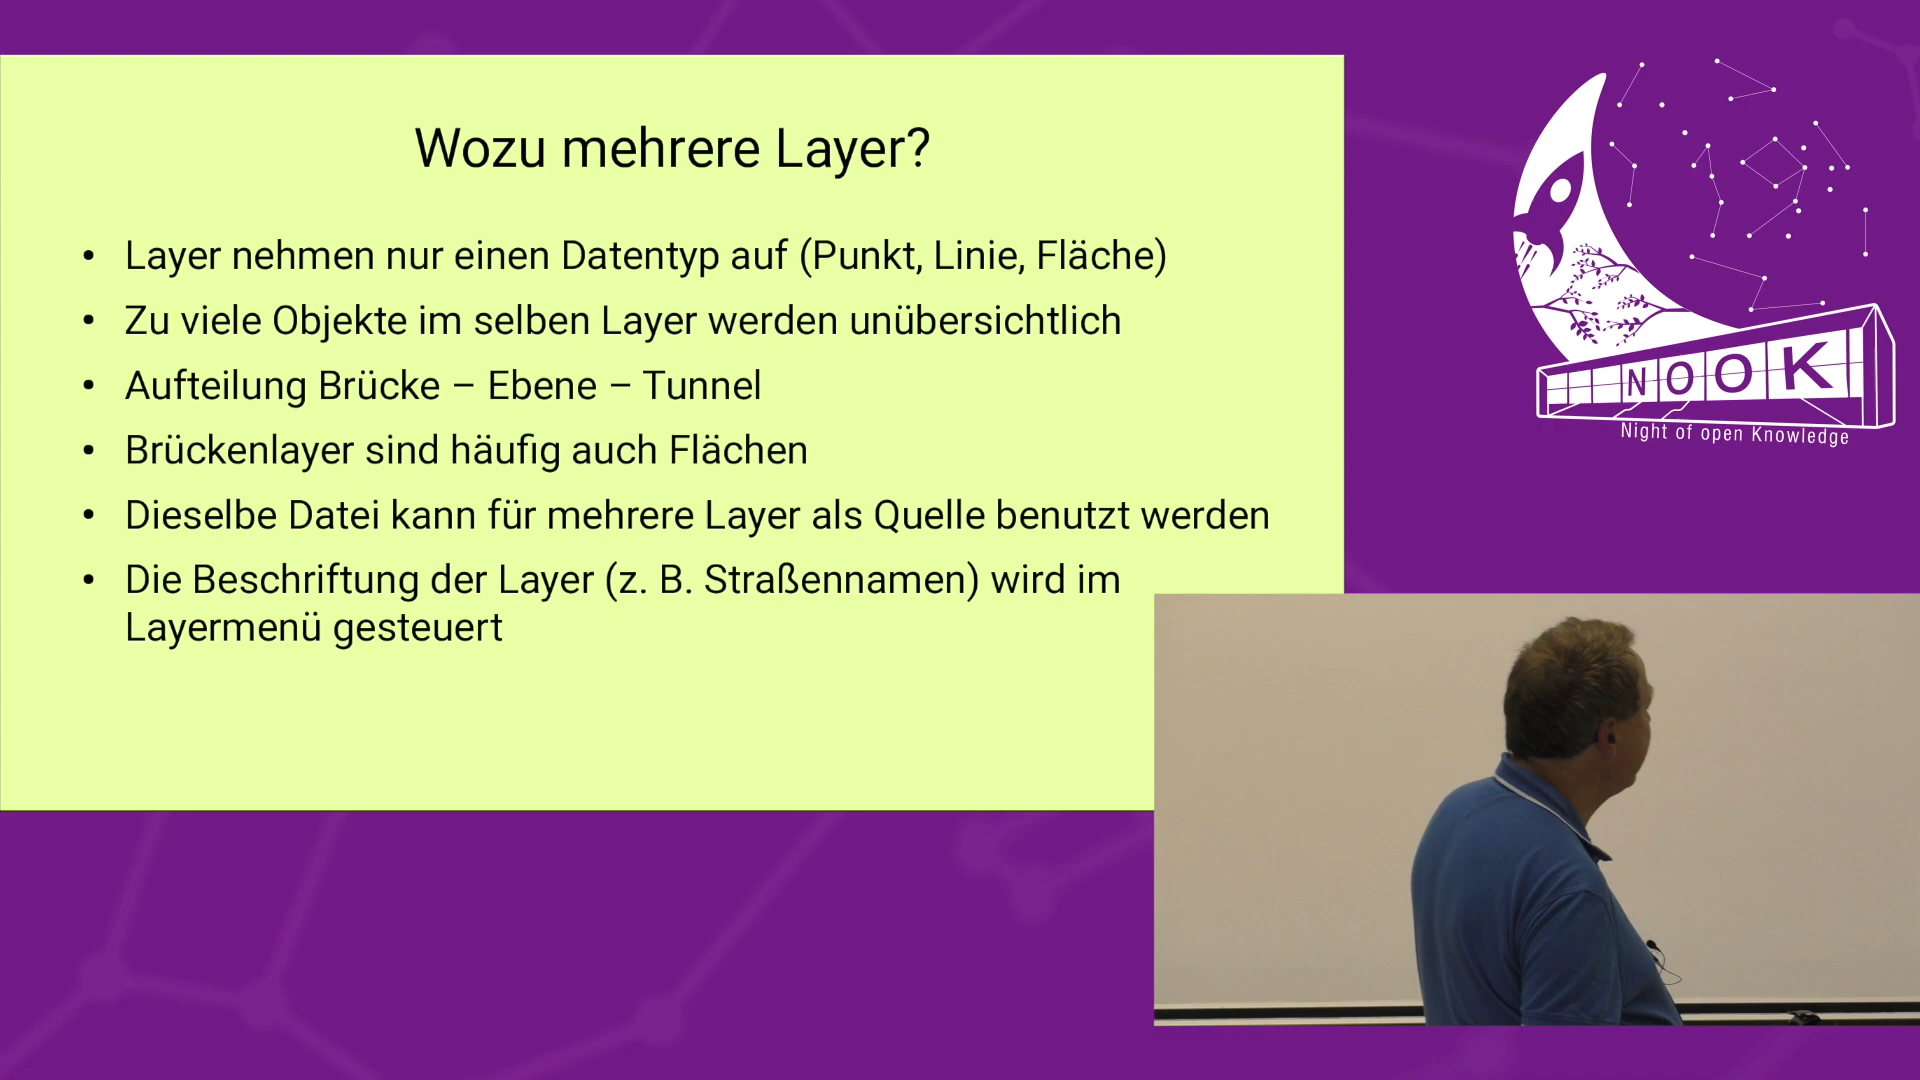 Wozu mehrere Layer?
• Layer nehmen nur einen Datentyp auf (Punkt, Linie, Fläche)
• Zu viele Objekte im selben Layer werden unübersichtlich
• Aufteilung Brücke – Ebene – Tunnel
• Brückenlayer sind häufig auch Flächen
• Dieselbe Datei kann für mehrere Layer als Quelle benutzt werden
• Die Beschriftung der Layer (z. B. Straßennamen) wird im
Layermenü gesteuert
NOOK
Night of open Knowledge